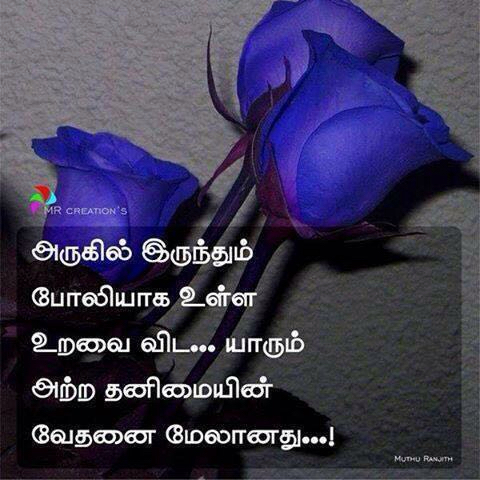 MR CREATION'S
அருகில் இருந்தும்
போலியாக உள்ள
உறவை விட... யாரும்
அற்ற தனிமையின்
வேதனை மேலானது...!
MUTHU RANJITH